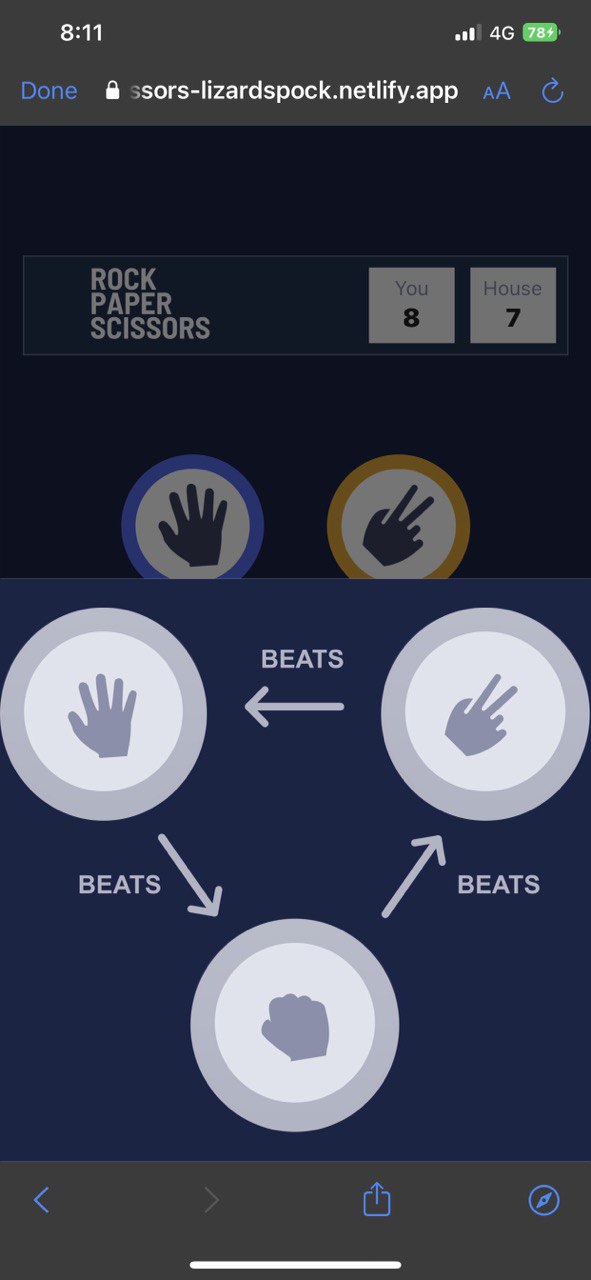 8:11
4G
78
Done
ssors-lizardspock.netlify.app
AA
ROCK
PAPER
SCISSORS
You
8
House
7
BEATS
BEATS
BEATS